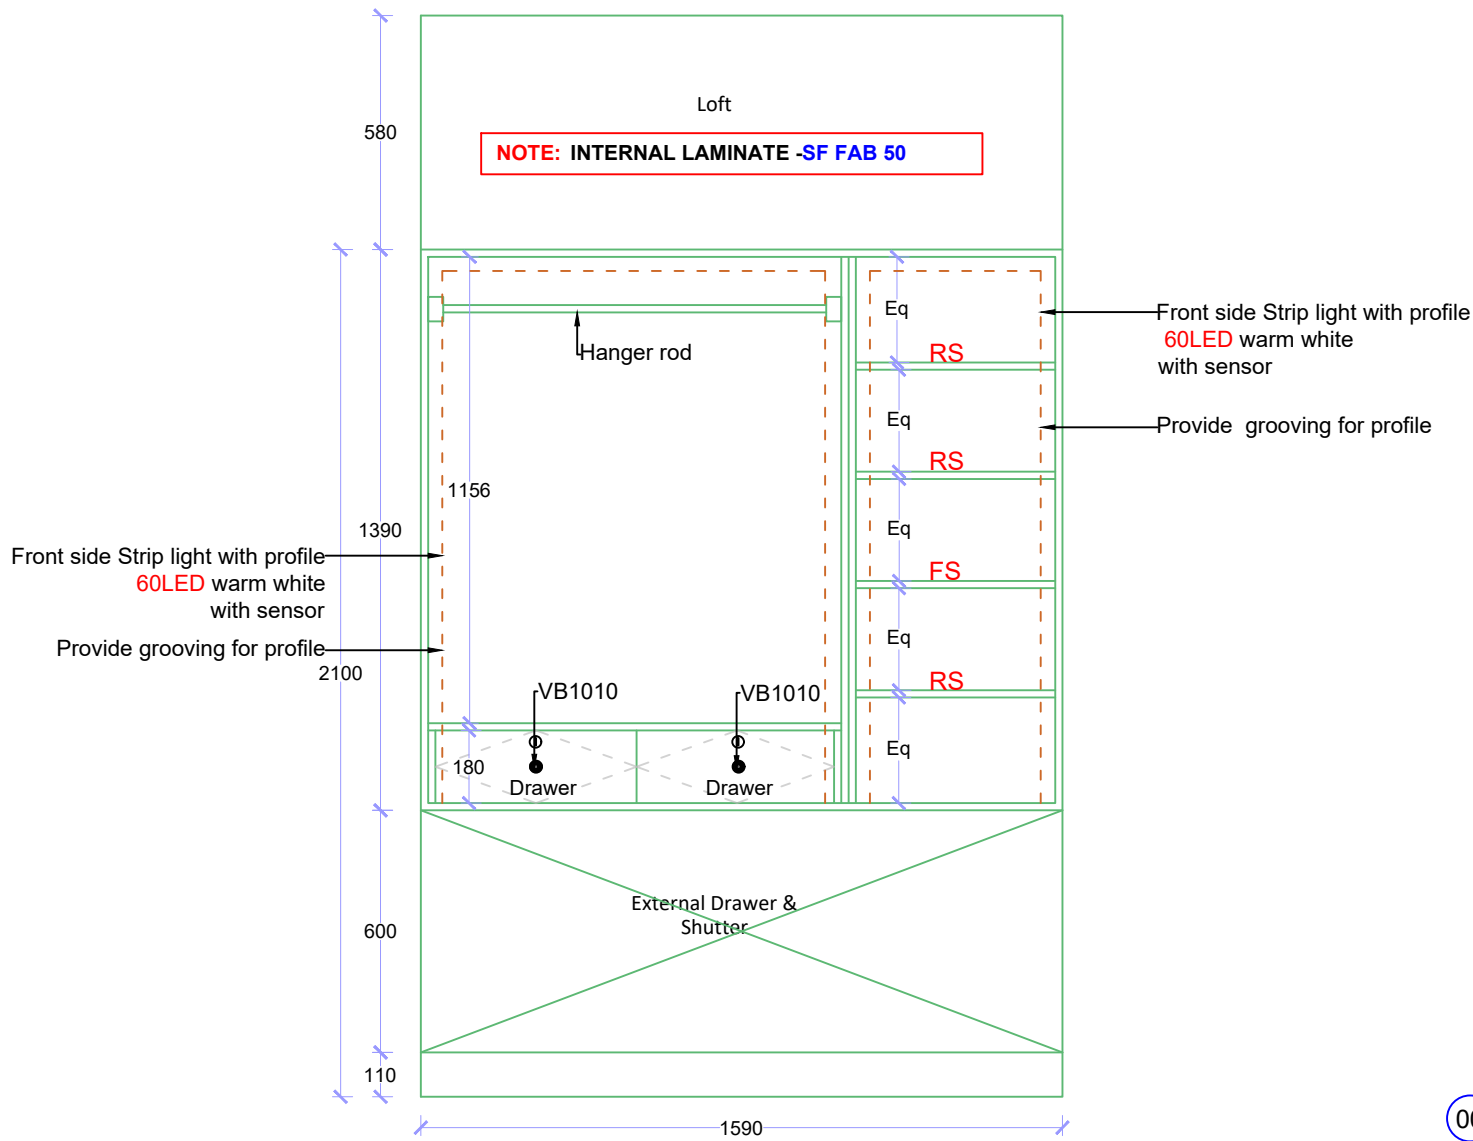 Loft
580
NOTE: INTERNAL LAMINATE -SF FAB 50
Eq
Front side Strip light with profile
60LED warm white
with sensor
Hanger rod
RS
Eq
Provide grooving for profile
RS
1156
1390
Eq
Front side Strip light with profile
60LED warm white
with sensor
FS
Provide grooving for profile
Eq
2100
RS
VB1010
VB1010
Eq
180
Drawer
Drawer
External Drawer &
Shutter
600
110
1590